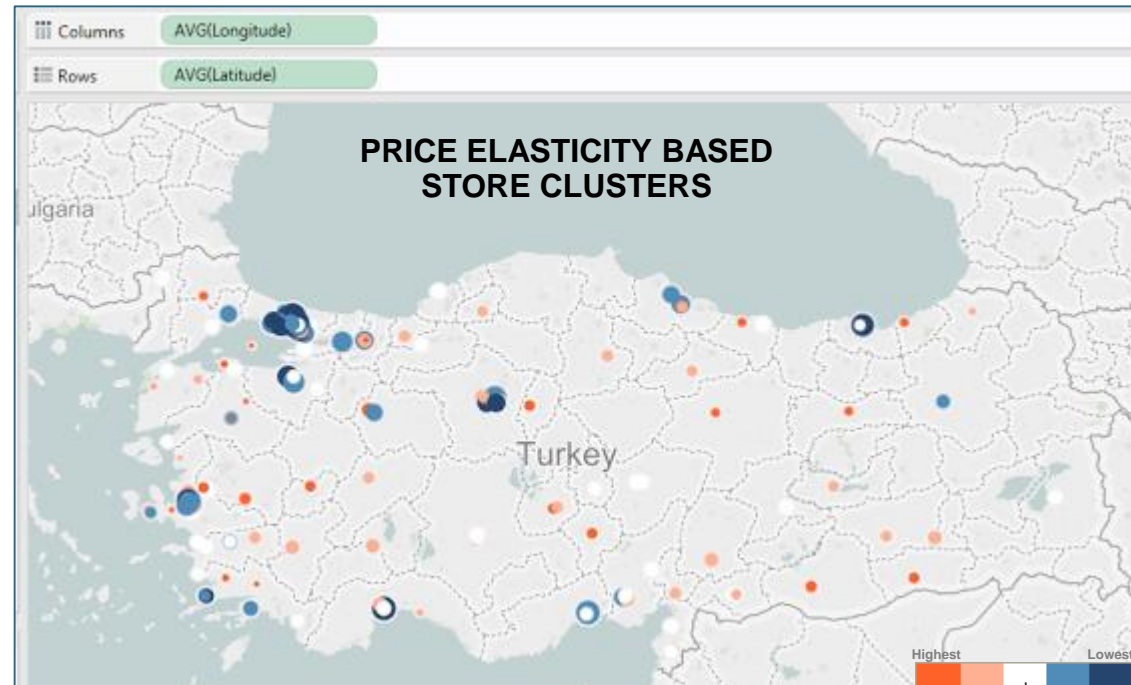 Columns AVG(Longitude)
Rows AVG(Latitude)
PRICE ELASTICITY BASED
STORE CLUSTERS
ulgaria
Turkey
Highest Lowest